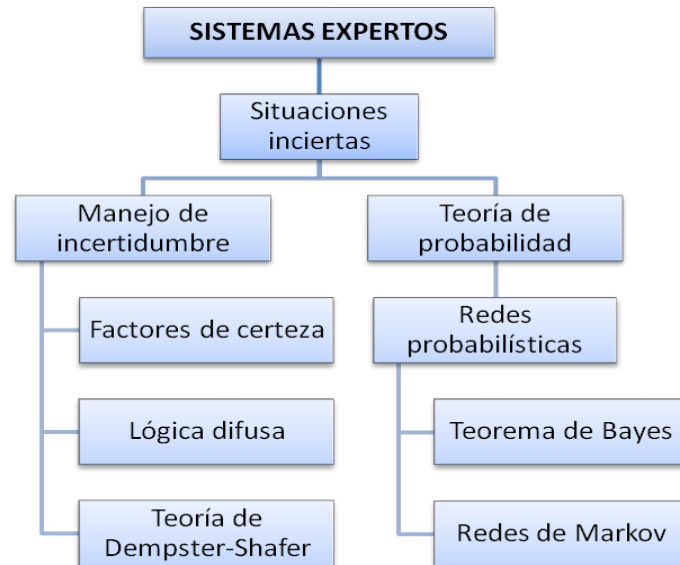 SISTEMAS EXPERTOS
Situaciones
inciertas
Manejo de
incertidumbre
Factores de certeza
Lógica difusa
Teoría de
Dempster-Shafer
Teoría de
probabilidad
Redes
probabilísticas
Teorema de Bayes
Redes de Markov